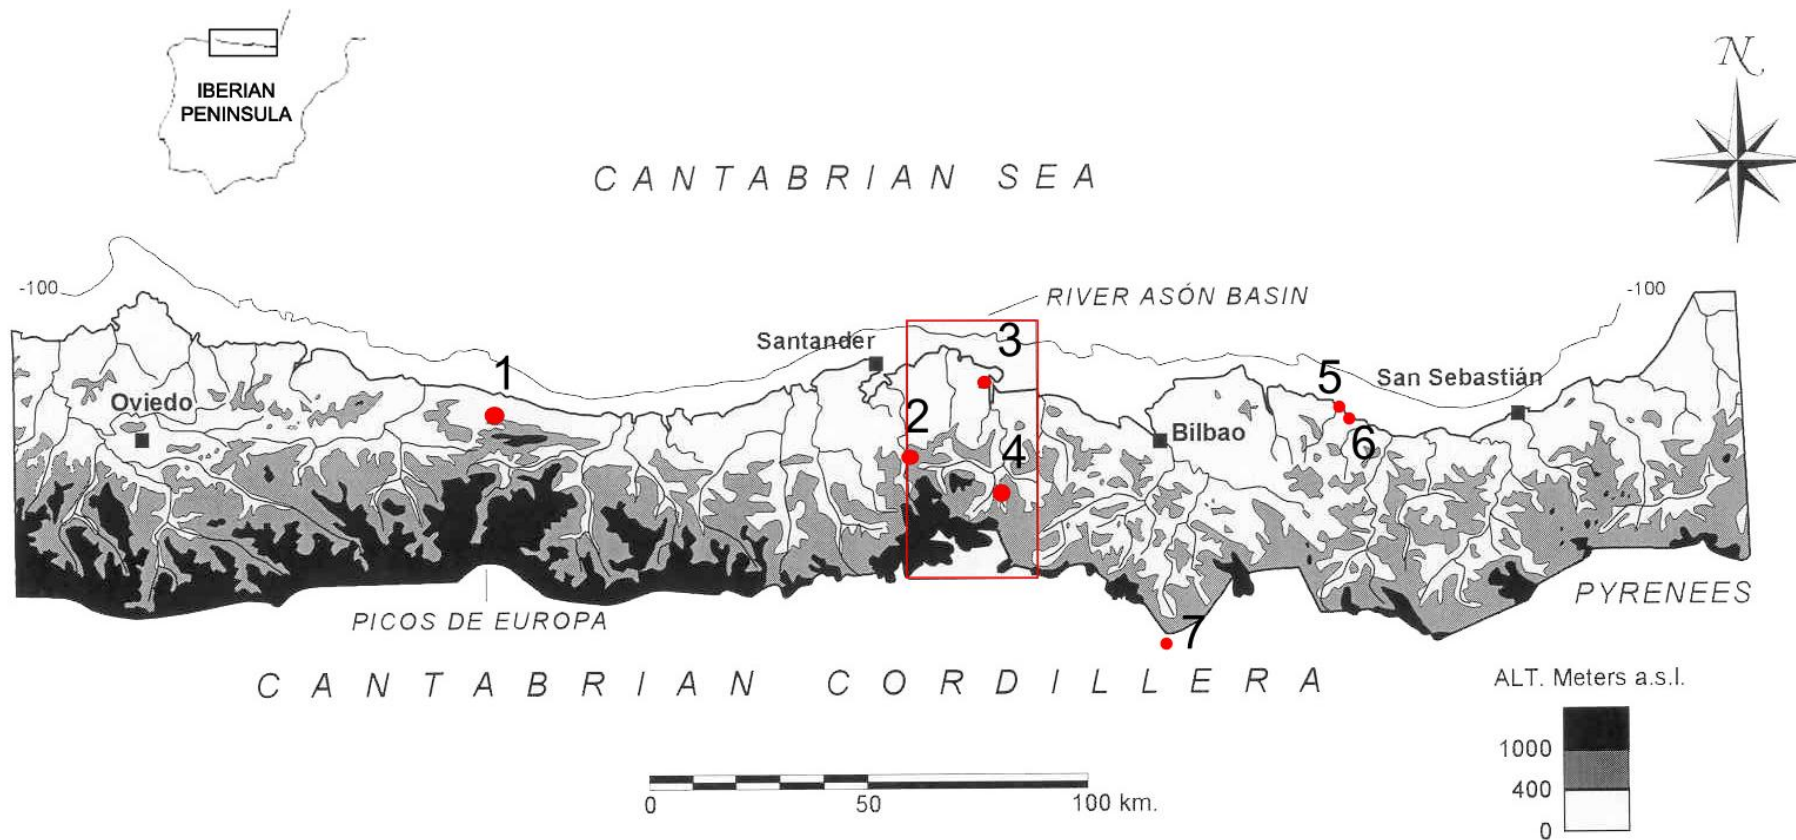 IBERIAN
PENINSULA
N
CANTABRIAN SEA
-100
-100
RIVER ASÓN BASIN
Santander
3
1
5
San Sebastián
Oviedo
2
Bilbao
6
4
PICOS DE EUROPA
PYRENEES
7
CANTABRIAN CORDILLERA
ALT. Meters a.s.l.
1000
400
0
0 50 100 km.